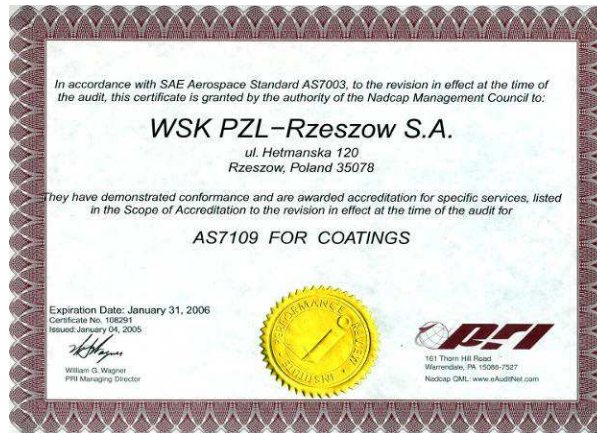 In accordance with SAE Aerospace Standard AS7003, to the revision in effect at the time of
the audit, this certificate is granted by the authority of the Nadcap Management Council to:
WSK PZL-Rzeszow S.A.
ul. Hetmanska 120
Rzeszow, Poland 35078
They have demonstrated conformance and are awarded accreditation for specific services, listed
in the Scope of Accreditation to the revision in effect at the time of the audit for
AS7109 FOR COATINGS
Expiration Date: January 31, 2006
Certificate No. 108291
Issued:January 04, 2005
William G. Wagner
PRI Managing Director
PERFORMANCE REVIEW INSTITUTE
PRI
161 Thorn Hill Road
Warrendale, PA 15086-7527
Nadcap QML: www.eAuditNet.com